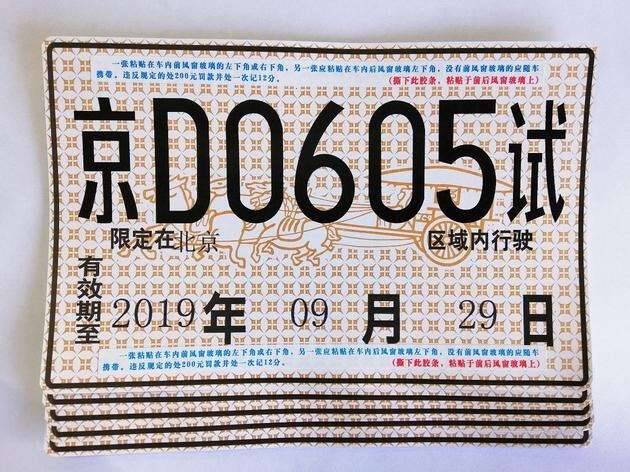 一张粘贴在车内前风窗玻璃的左下角或右下角，另一张应粘贴在车内后风窗玻璃左下角，没有前风窗玻璃的应随车
携带。违反规定的处200元罚款并处一次记12分。 (撕下此胶条，粘贴于前后风窗玻璃上)
京D0605试
限定在北京 区域内行驶
有效期至 2019年 09月 29日
一张粘贴在车内前风窗玻璃的左下角或右下角，另一张应粘贴在车内后风窗玻璃左下角，没有前风窗玻璃的应随车
携带。违反规定的处200元罚款并处一次记12分。 (撕下此胶条，粘贴于前后风窗玻璃上)